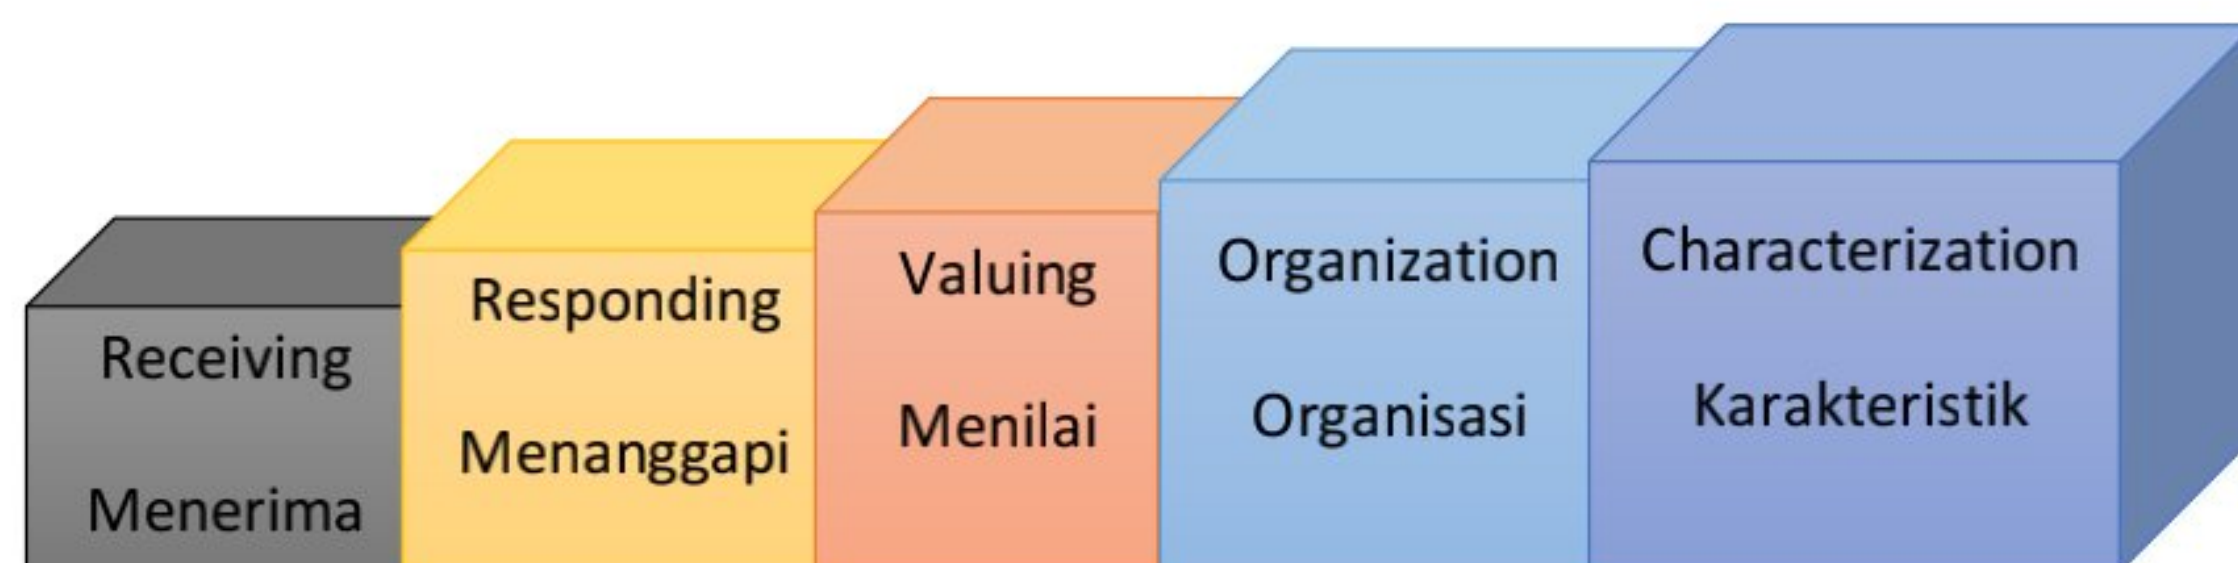 Receiving
Menerima
Responding
Menanggapi
Valuing
Menilai
Organization
Organisasi
Characterization
Karakteristik